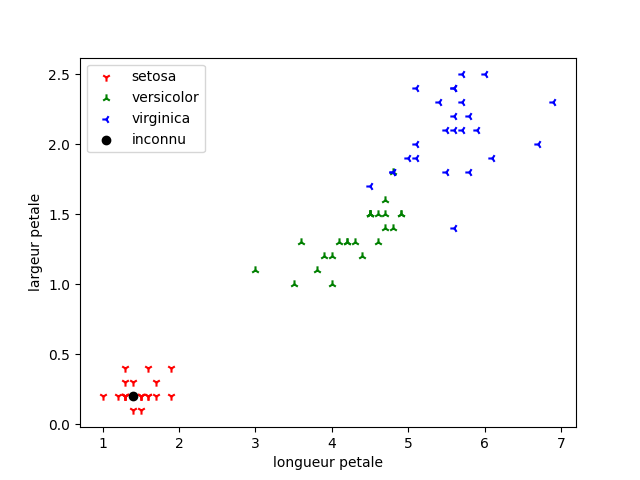 setosa
versicolor
virginica
inconnu
2.5
2.0
1.5
1.0
0.5
0.0
largeur petale
1 2 3 4 5 6 7
longueur petale